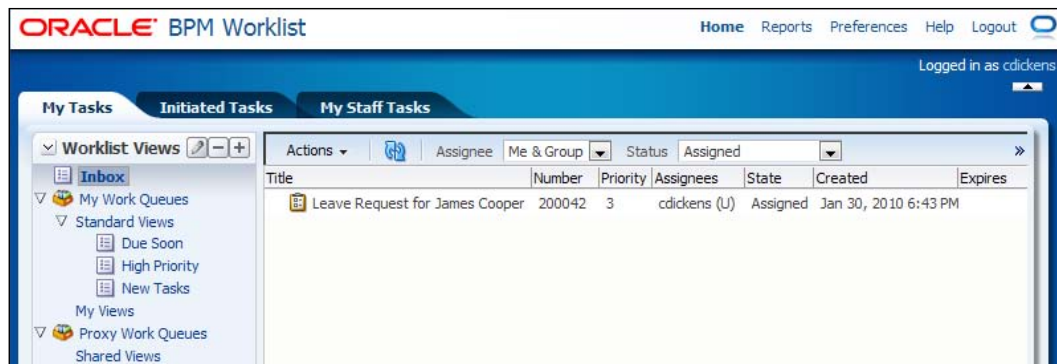 ORACLE BPM Worklist
Home Reports Preferences Help Logout
Logged in as cdickens
My Tasks Initiated Tasks My Staff Tasks
Worklist Views
Actions Assignee Me & Group Status Assigned »
Title Number Priority Assignees State Created Expires
Leave Request for James Cooper 200042 3 cdickens (U) Assigned Jan 30, 2010 6:43 PM
Inbox
My Work Queues
Standard Views
Due Soon
High Priority
New Tasks
My Views
Proxy Work Queues
Shared Views